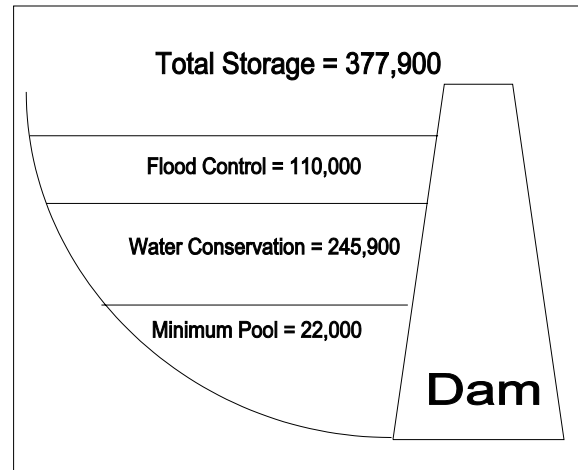 Total Storage = 377,900
Flood Control = 110,000
Water Conservation = 245,900
Minimum Pool = 22,000
Dam